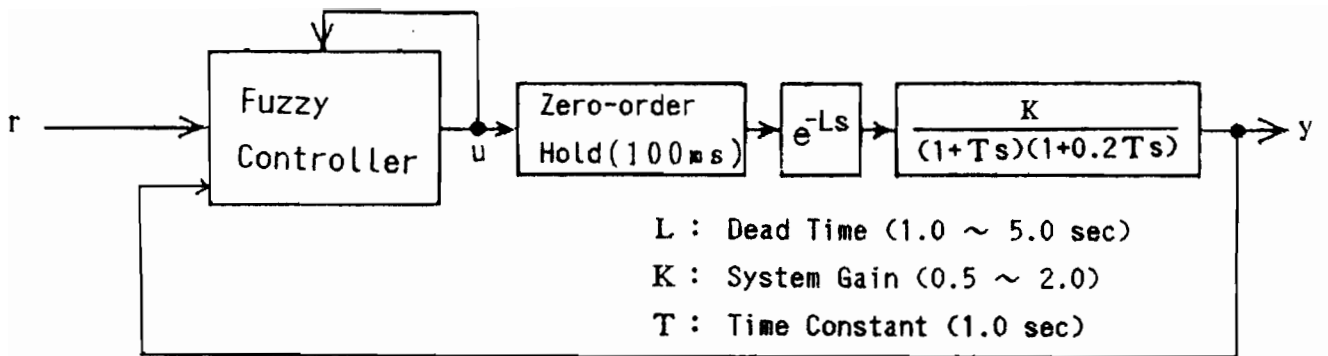 r
Fuzzy
Controller
u
Zero-order
Hold(100ms)
e^-Ls
K
(1+Ts)(1+0.2Ts)
y
L : Dead Time (1.0 ~ 5.0 sec)
K : System Gain (0.5 ~ 2.0)
T : Time Constant (1.0 sec)